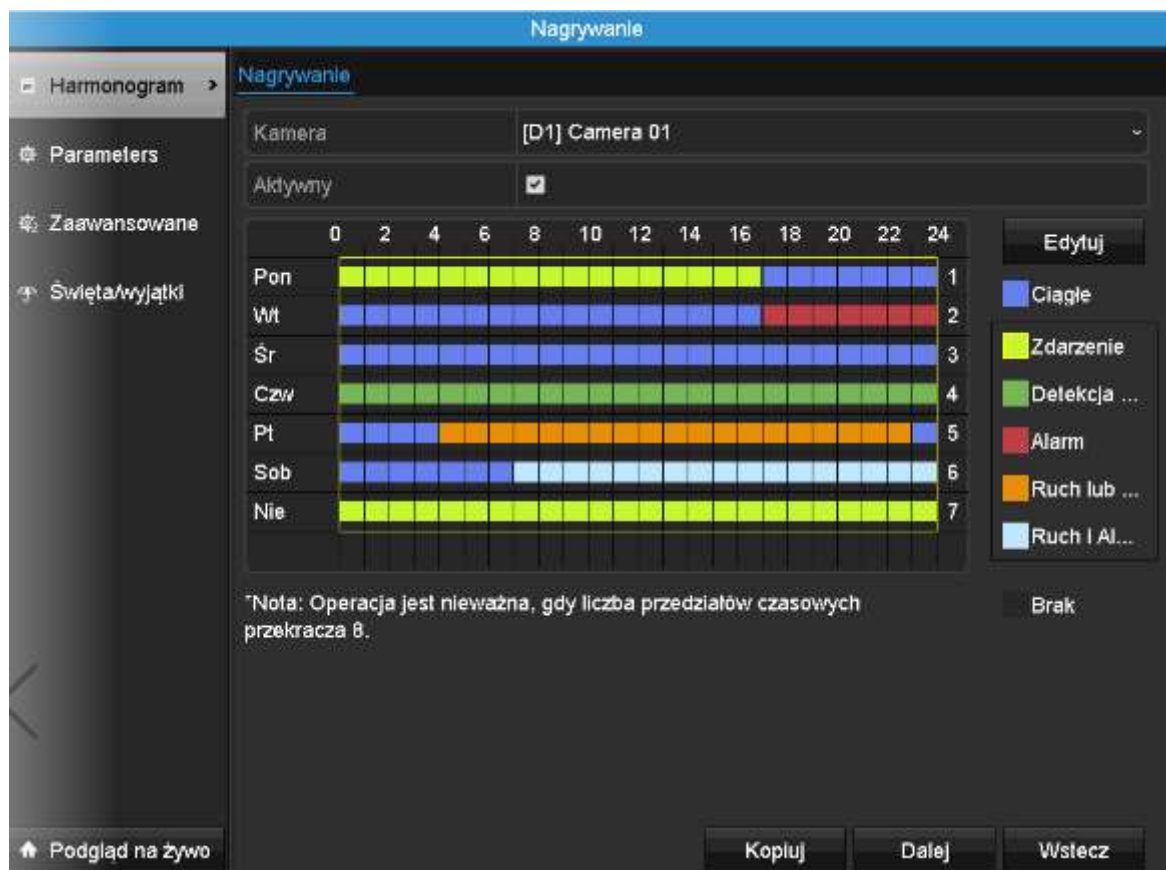 Nagrywanie
Harmonogram >
Parameters
Zaawansowane
Święta/wyjątki
Podgląd na żywo
Nagrywanie
Kamera [D1] Camera 01
Aktywny
0 2 4 6 8 10 12 14 16 18 20 22 24
Pon 1
Wt 2
Śr 3
Czw 4
Pt 5
Sob 6
Nie 7
Edytuj
Ciągłe
Zdarzenie
Detekcja ...
Alarm
Ruch lub ...
Ruch I Al...
Brak
*Nota: Operacja jest nieważna, gdy liczba przedziałów czasowych
przekracza 8.
Kopiuj Dalej Wstecz